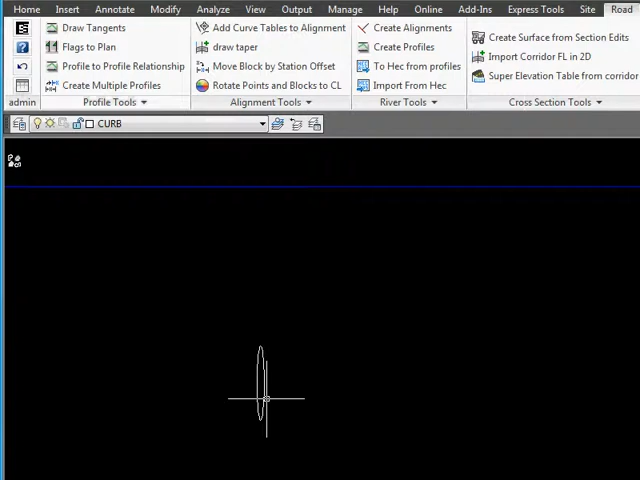 Home Insert Annotate Modify Analyze View Output Manage Help Online Add-Ins Express Tools Site Road
Draw Tangents Add Curve Tables to Alignment Create Alignments Create Surface from Section Edits
Flags to Plan draw taper Create Profiles Import Corridor FL in 2D
Profile to Profile Relationship Move Block by Station Offset To Hec from profiles Super Elevation Table from corridor
Create Multiple Profiles Rotate Points and Blocks to CL Import From Hec
admin Profile Tools Alignment Tools River Tools Cross Section Tools
CURB